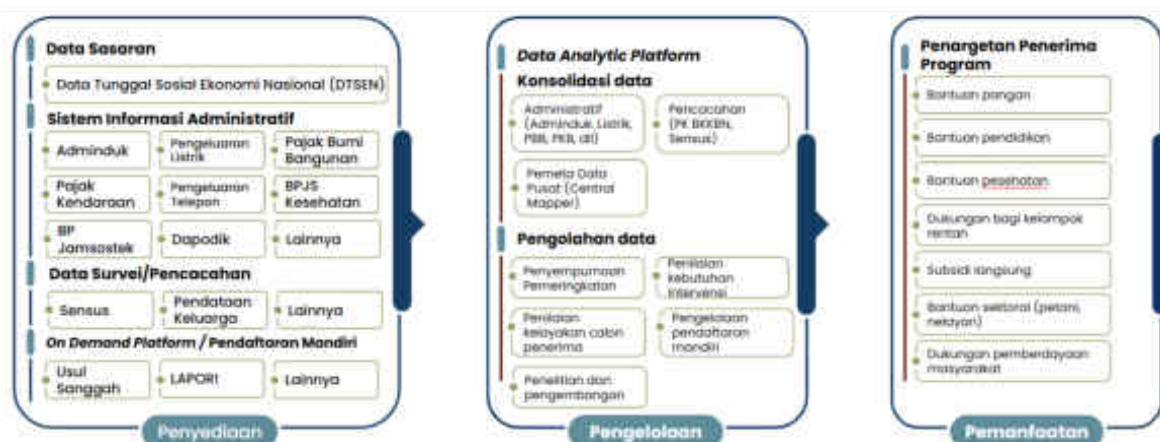 Data Sasaran
Data Tunggal Sosial Ekonomi Nasional (DTSEN)
Sistem Informasi Administratif
Adminduk
Pengeluaran
Listrik
Pajak Bumi
Bangunan
Pajak
Kendaraan
Pengeluaran
Telepon
BPJS
Kesehatan
BP
Jamsostek
Dapodik
Lainnya
Data Survei/Pencacahan
Sensus
Pendataan
Keluarga
Lainnya
On Demand Platform / Pendaftaran Mandiri
Usul
Sanggah
LAPOR!
Lainnya
Penyediaan
Data Analytic Platform
Konsolidasi data
Administratif
(Adminduk, Listrik,
PBB, PKB, dll)
Pencacahan
(PK BKKBN,
Sensus)
Pemeta Data
Pusat (Central
Mapper)
Pengolahan data
Penyempurnaan
Pemeringkatan
Penilaian
kebutuhan
Intervensi
Penilaian
kelayakan calon
penerima
Pengelolaan
pendaftaran
mandiri
Penelitian dan
pengembangan
Pengelolaan
Penargetan Penerima
Program
Bantuan pangan
Bantuan pendidikan
Bantuan pesehatan
Dukungan bagi kelompok
rentan
Subsidi langsung
Bantuan sektoral (petani,
nelayan)
Dukungan pemberdayaan
masyarakat
Pemanfaatan